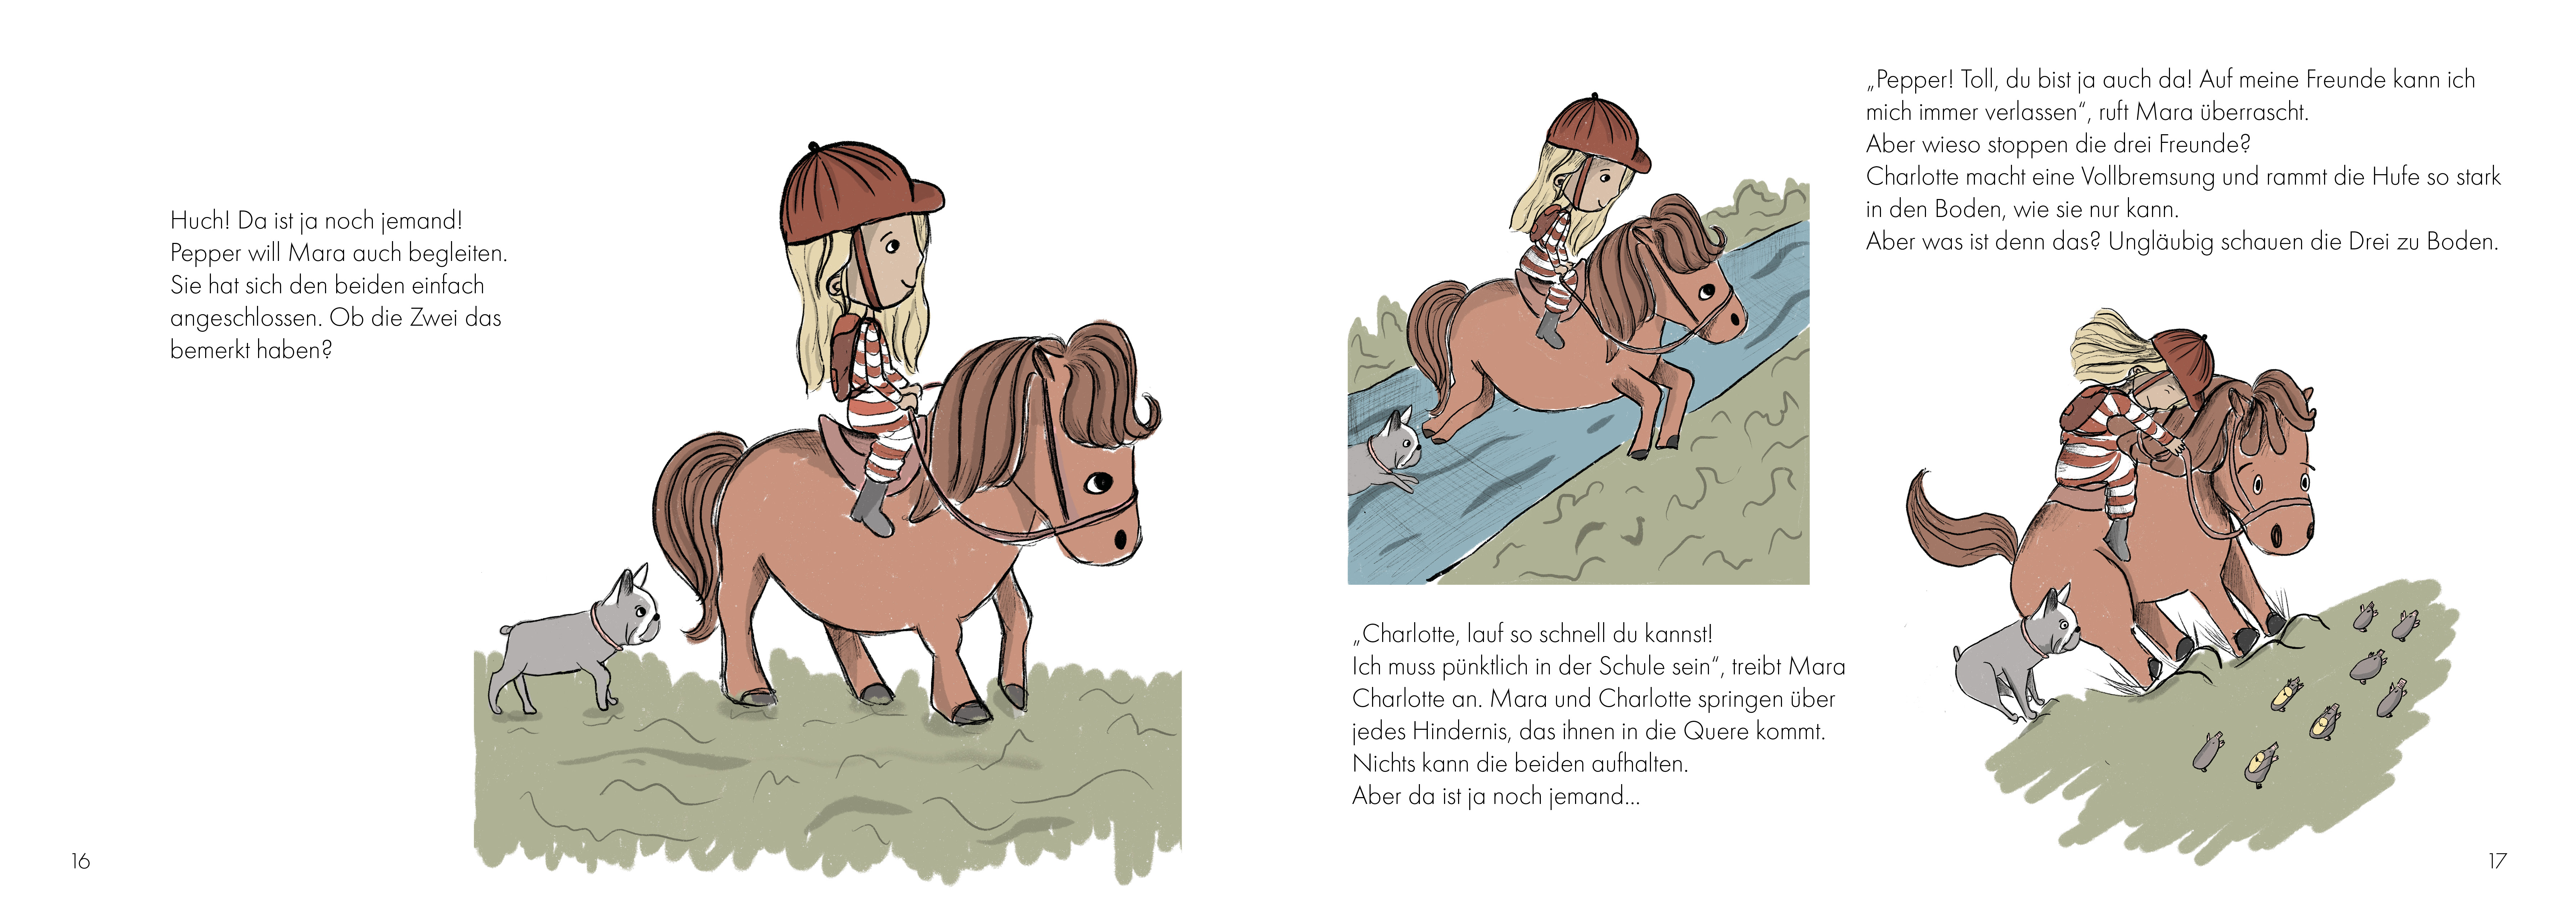 Huch! Da ist ja noch jemand!
Pepper will Mara auch begleiten.
Sie hat sich den beiden einfach
angeschlossen. Ob die Zwei das
bemerkt haben?
16
„Charlotte, lauf so schnell du kannst!
Ich muss pünktlich in der Schule sein“, treibt Mara
Charlotte an. Mara und Charlotte springen über
jedes Hindernis, das ihnen in die Quere kommt.
Nichts kann die beiden aufhalten.
Aber da ist ja noch jemand...
„Pepper! Toll, du bist ja auch da! Auf meine Freunde kann ich
mich immer verlassen“, ruft Mara überrascht.
Aber wieso stoppen die drei Freunde?
Charlotte macht eine Vollbremsung und rammt die Hufe so stark
in den Boden, wie sie nur kann.
Aber was ist denn das? Ungläubig schauen die Drei zu Boden.
17